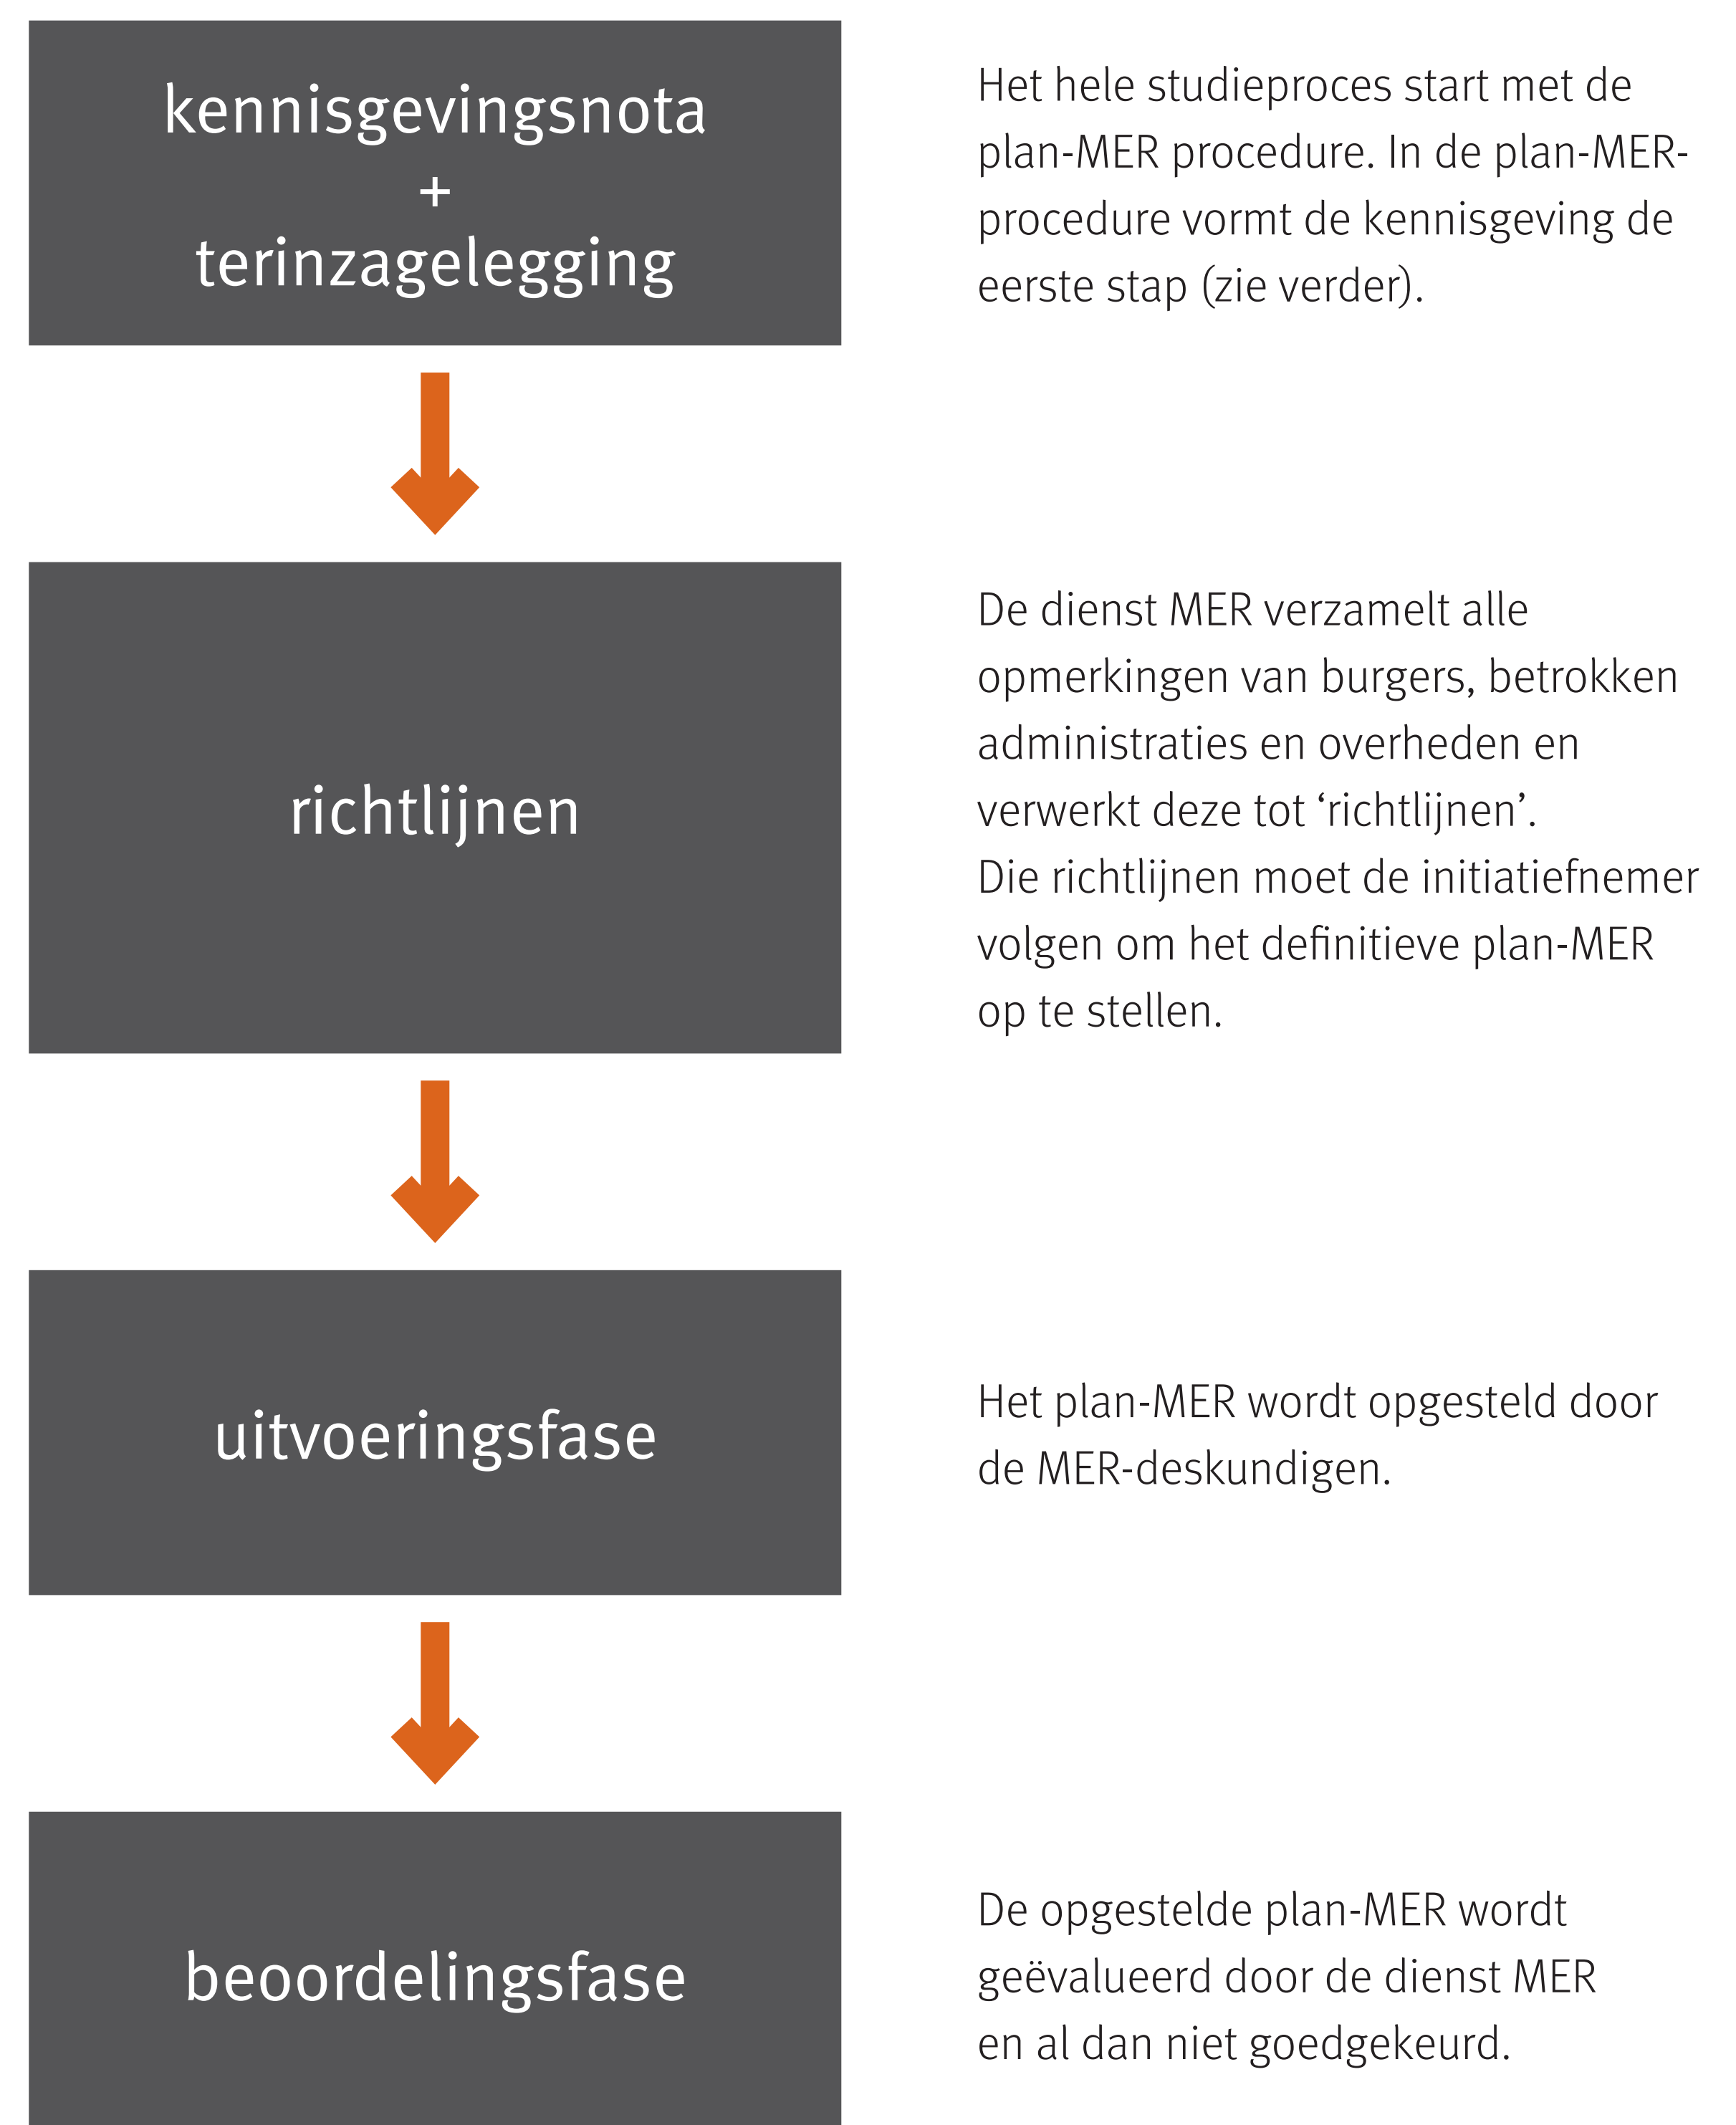 kennisgevingsnota
+
terinzagelegging
Het hele studieproces start met de
plan-MER procedure. In de plan-MER-
procedure vormt de kennisgeving de
eerste stap (zie verder).
richtlijnen
De dienst MER verzamelt alle
opmerkingen van burgers, betrokken
administraties en overheden en
verwerkt deze tot ‘richtlijnen’.
Die richtlijnen moet de initiatiefnemer
volgen om het definitieve plan-MER
op te stellen.
uitvoeringsfase
Het plan-MER wordt opgesteld door
de MER-deskundigen.
beoordelingsfase
De opgestelde plan-MER wordt
geëvalueerd door de dienst MER
en al dan niet goedgekeurd.